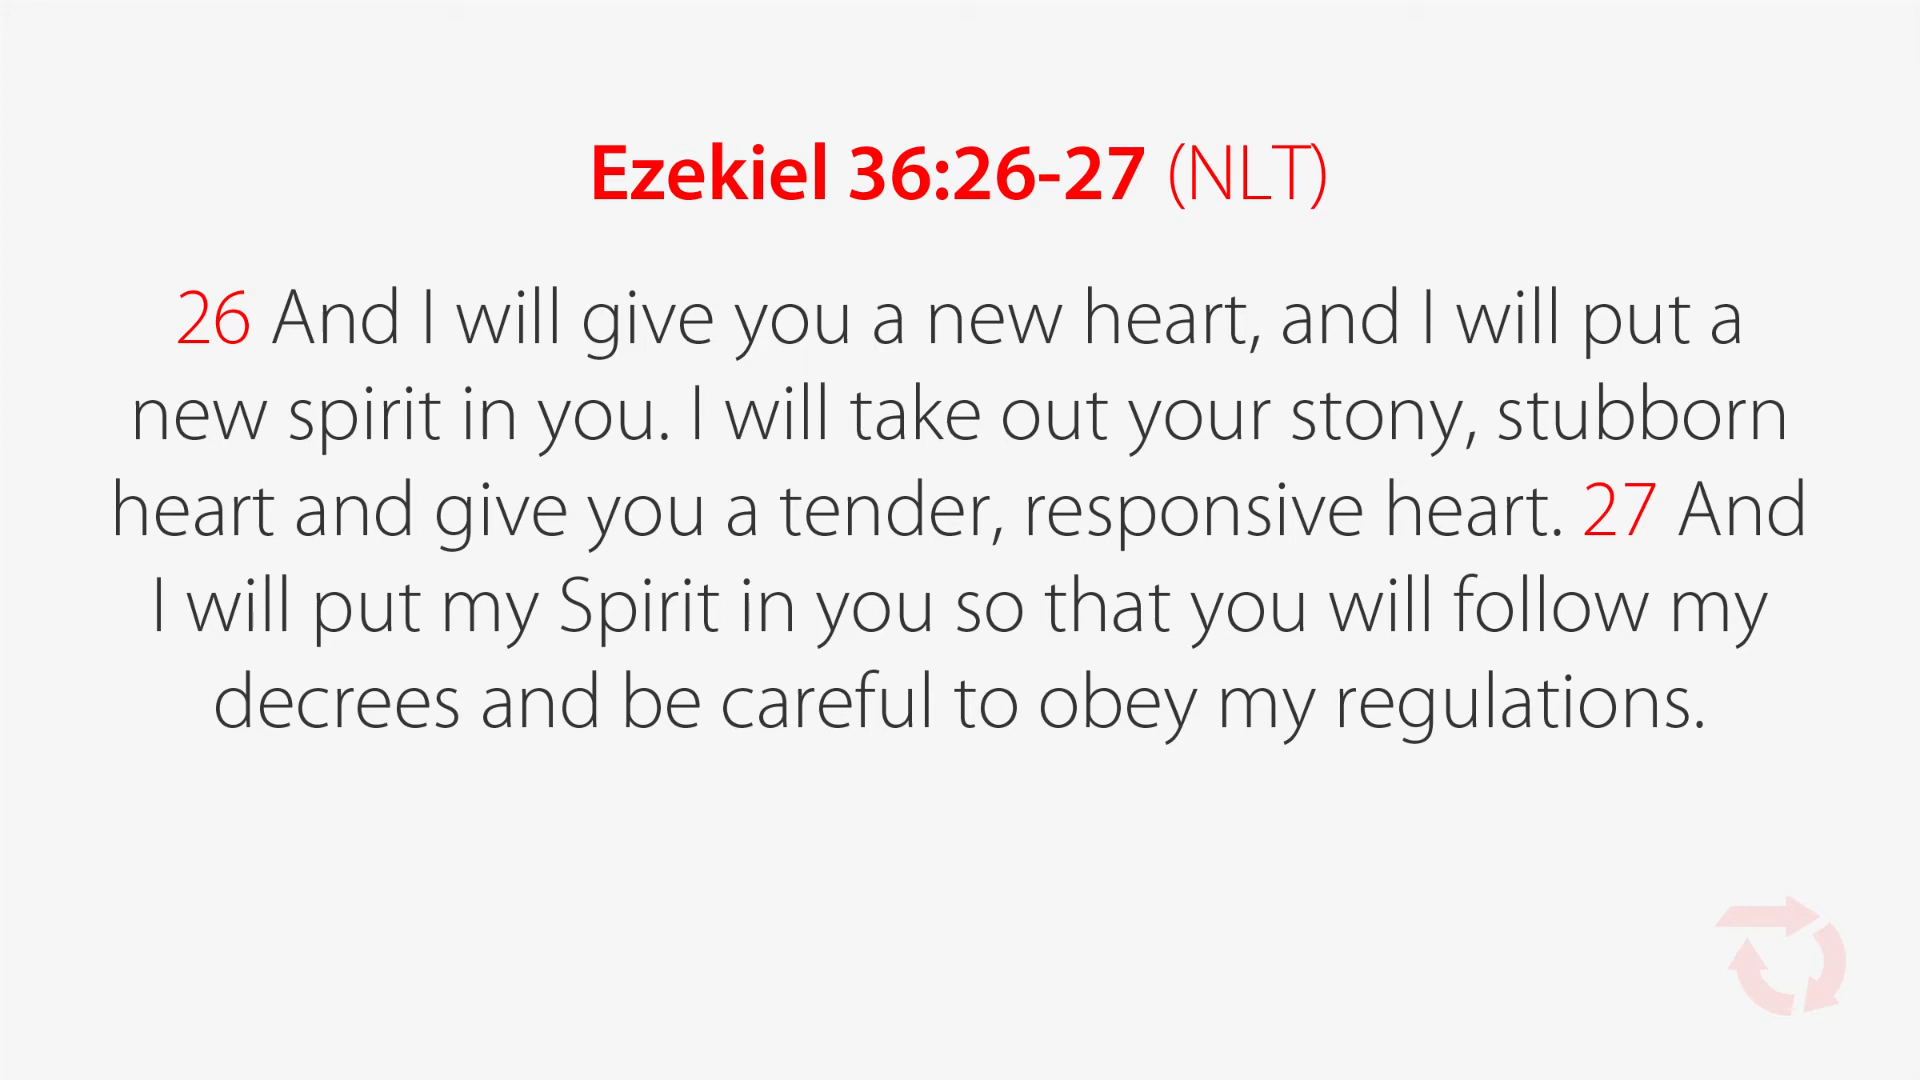 Ezekiel 36:26-27 (NLT)
26 And I will give you a new heart, and I will put a
new spirit in you. I will take out your stony, stubborn
heart and give you a tender, responsive heart. 27 And
I will put my Spirit in you so that you will follow my
decrees and be careful to obey my regulations.